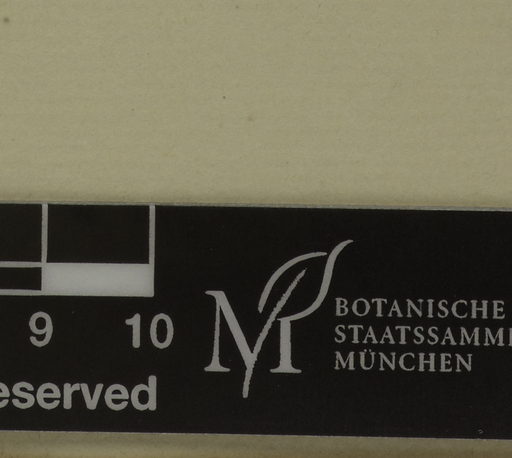 9 10
eserved
BOTANISCHE
STAATSSAMM
MÜNCHEN